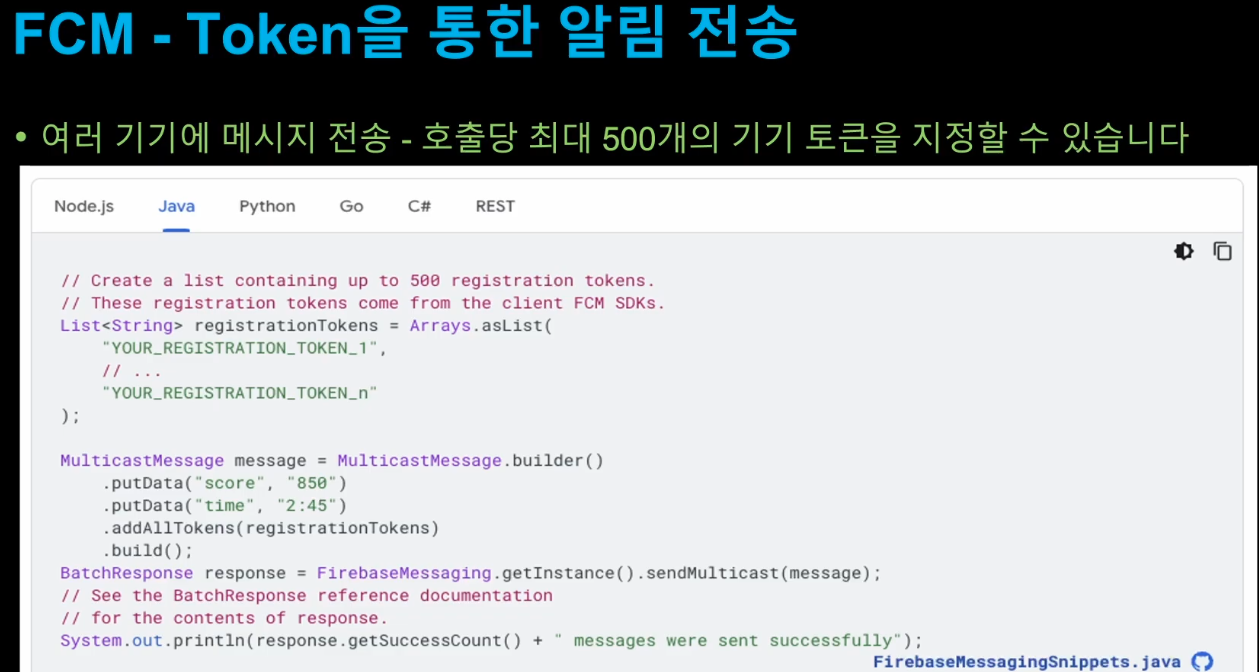 FCM - Token을 통한 알림 전송
• 여러 기기에 메시지 전송 - 호출당 최대 500개의 기기 토큰을 지정할 수 있습니다
Node.js Java Python Go C# REST
// Create a list containing up to 500 registration tokens.
// These registration tokens come from the client FCM SDKs.
List<String> registrationTokens = Arrays.asList(
    "YOUR_REGISTRATION_TOKEN_1",
    // ...
    "YOUR_REGISTRATION_TOKEN_n"
);
MulticastMessage message = MulticastMessage.builder()
    .putData("score", "850")
    .putData("time", "2:45")
    .addAllTokens(registrationTokens)
    .build();
BatchResponse response = FirebaseMessaging.getInstance().sendMulticast(message);
// See the BatchResponse reference documentation
// for the contents of response.
System.out.println(response.getSuccessCount() + " messages were sent successfully");
FirebaseMessagingSnippets.java